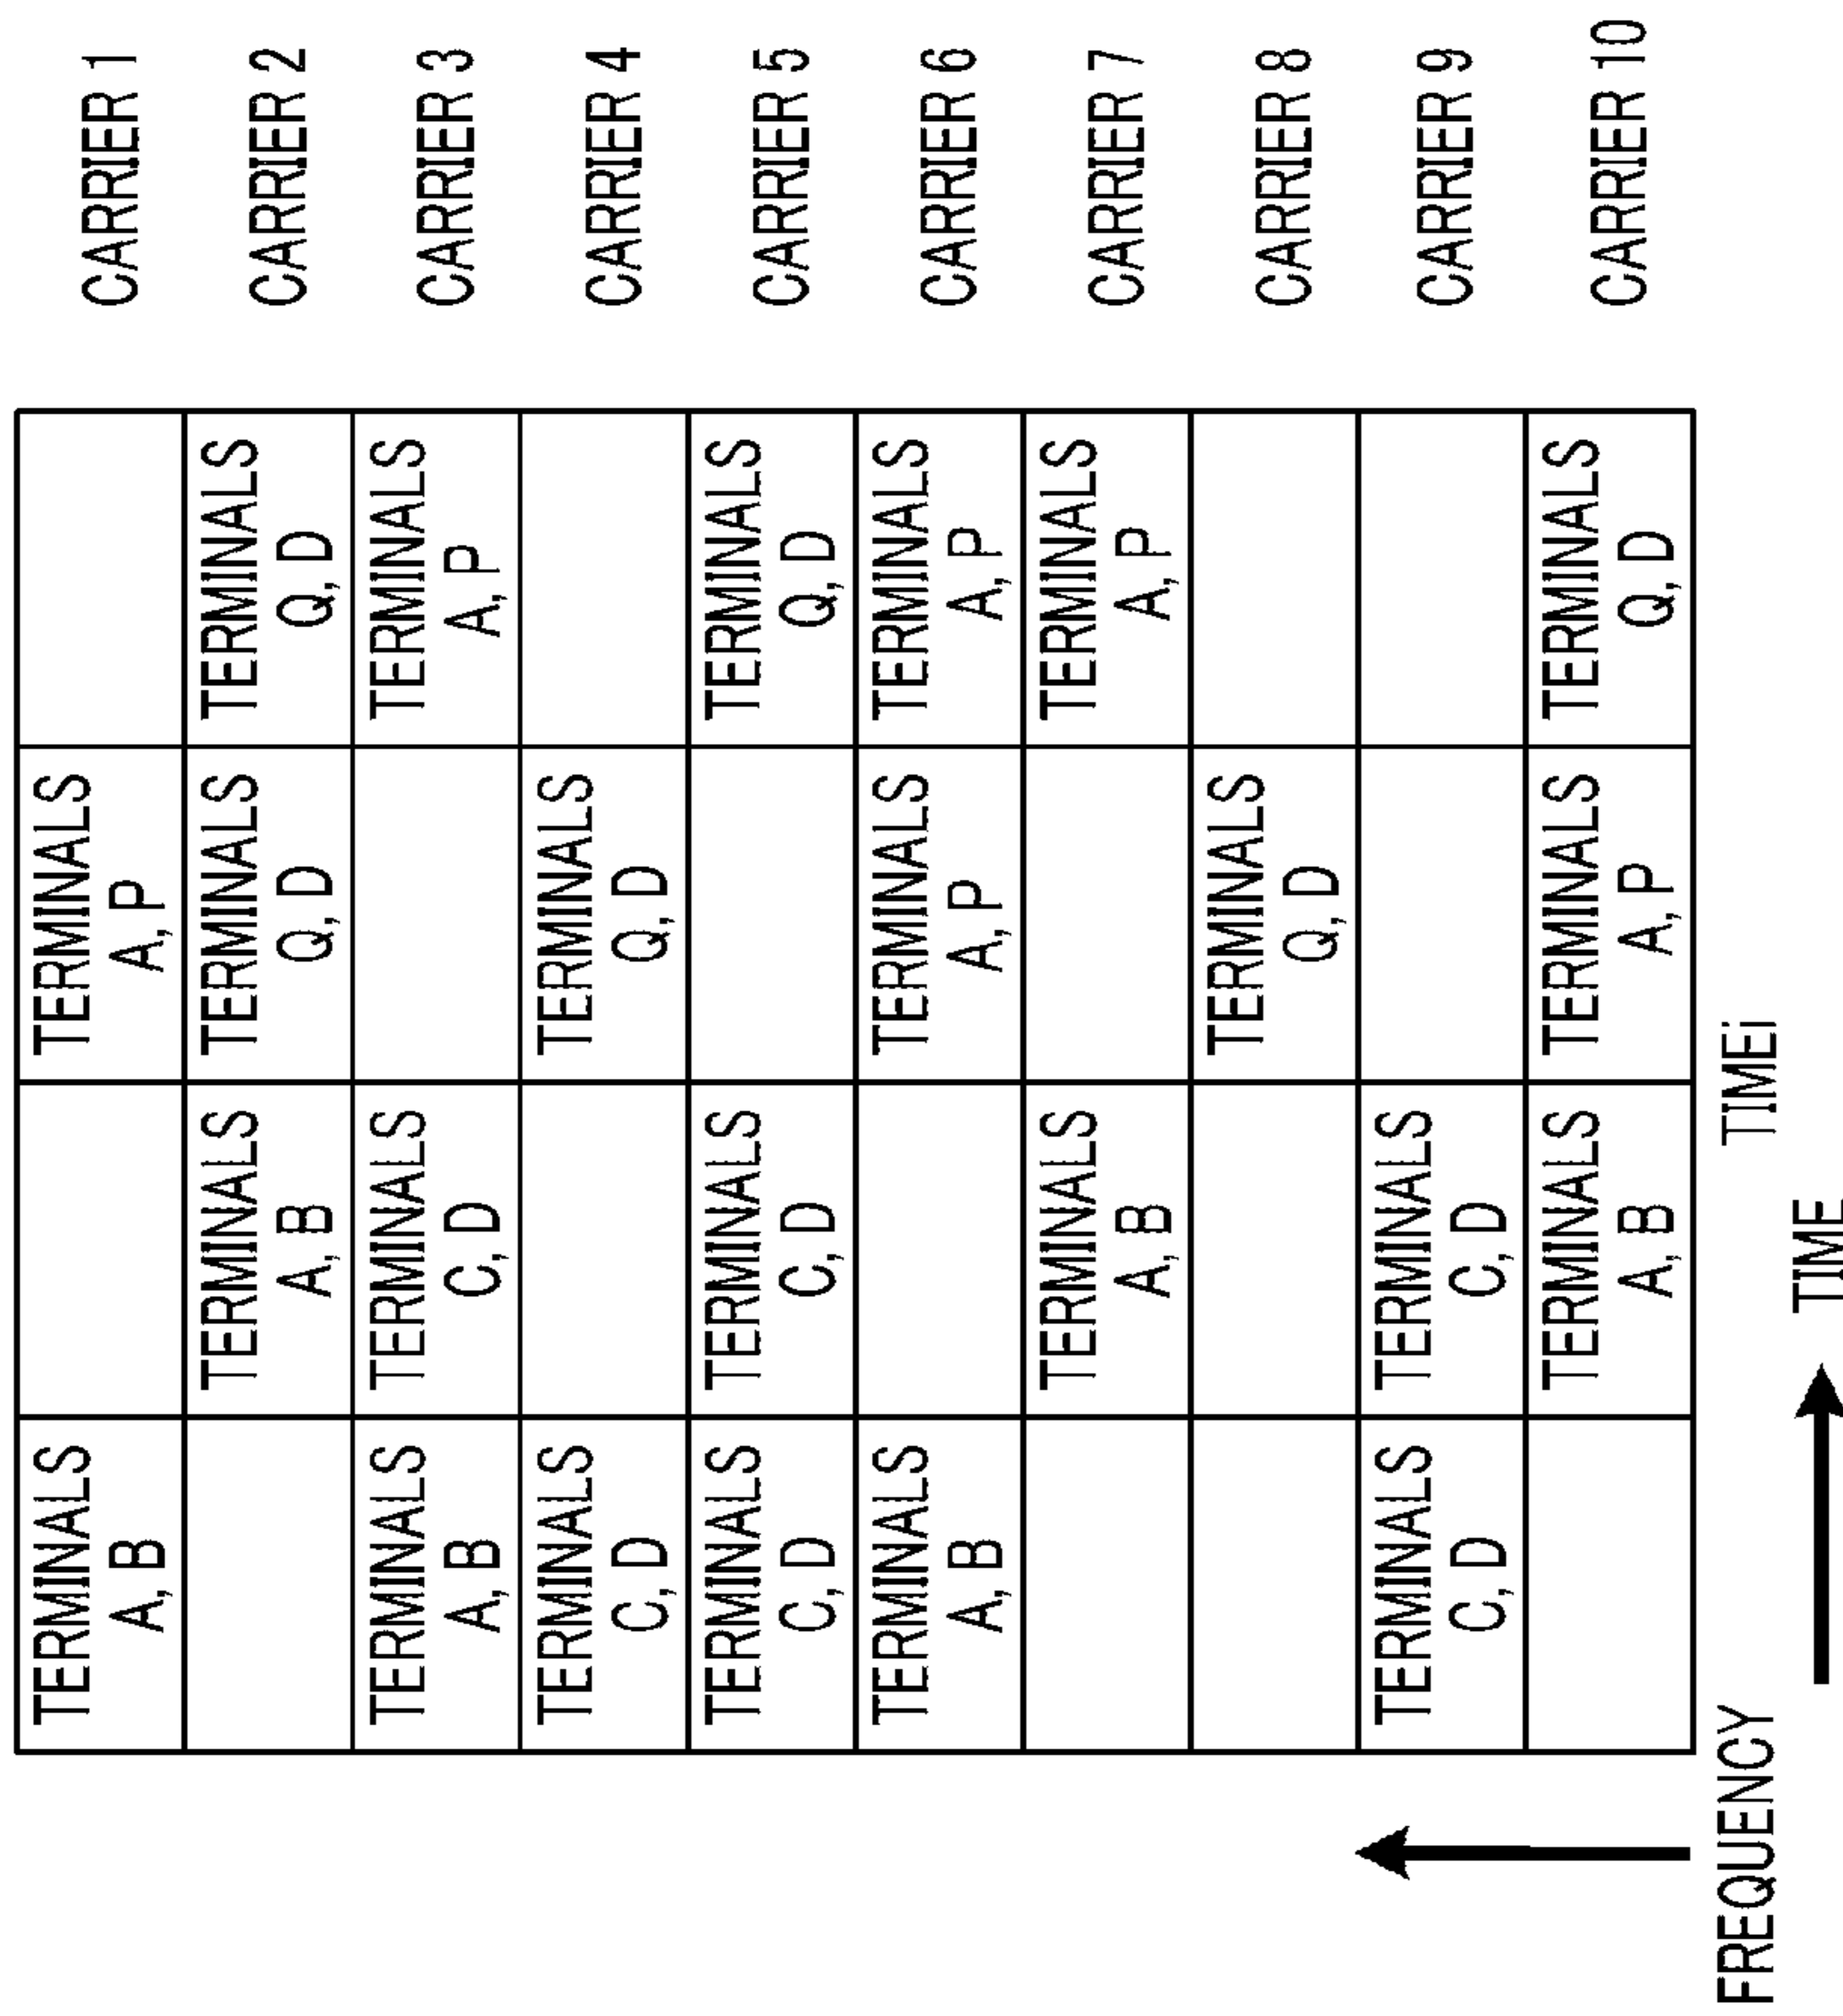 TERMINALS
A, B
TERMINALS
A, P
CARRIER 1
TERMINALS
A, B
TERMINALS
Q, D
TERMINALS
Q, D
CARRIER 2
TERMINALS
A, B
TERMINALS
C, D
TERMINALS
A, P
CARRIER 3
TERMINALS
C, D
TERMINALS
Q, D
CARRIER 4
TERMINALS
C, D
TERMINALS
C, D
TERMINALS
Q, D
CARRIER 5
TERMINALS
A, B
TERMINALS
A, P
TERMINALS
A, P
CARRIER 6
TERMINALS
A, B
TERMINALS
A, P
CARRIER 7
TERMINALS
Q, D
CARRIER 8
TERMINALS
C, D
TERMINALS
C, D
CARRIER 9
TERMINALS
A, B
TERMINALS
A, P
TERMINALS
Q, D
CARRIER 10
FREQUENCY
TIMEi
TIME